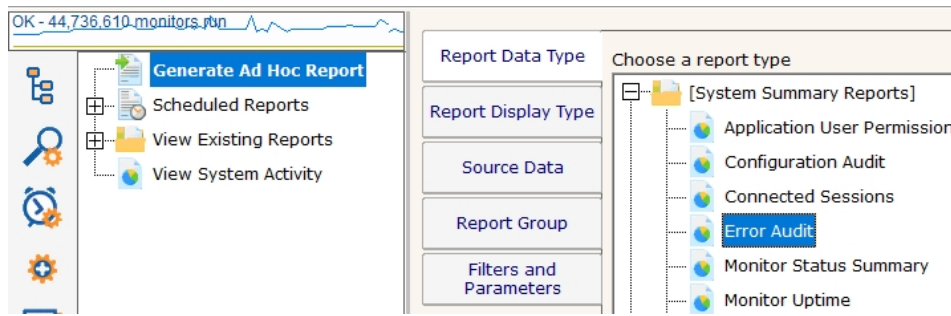 OK - 44,736,610 monitors run
Generate Ad Hoc Report
Scheduled Reports
View Existing Reports
View System Activity
Report Data Type
Report Display Type
Source Data
Report Group
Filters and
Parameters
Choose a report type
[System Summary Reports]
Application User Permission
Configuration Audit
Connected Sessions
Error Audit
Monitor Status Summary
Monitor Uptime